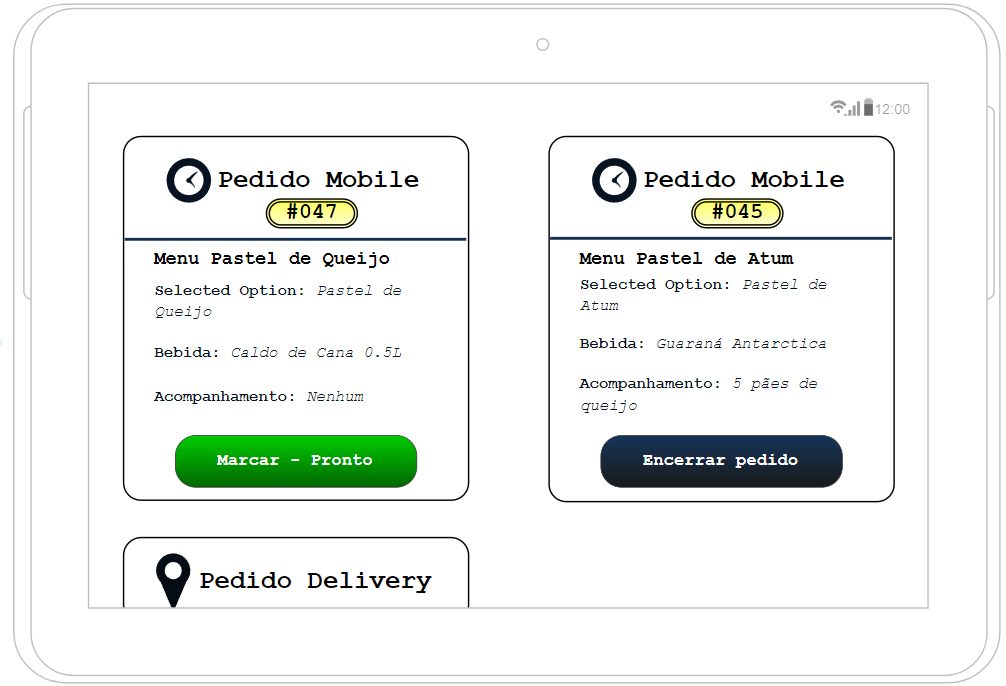 12:00
Pedido Mobile
#047
Menu Pastel de Queijo
Selected Option: Pastel de
Queijo
Bebida: Caldo de Cana 0.5L
Acompanhamento: Nenhum
Marcar - Pronto
Pedido Mobile
#045
Menu Pastel de Atum
Selected Option: Pastel de
Atum
Bebida: Guaraná Antarctica
Acompanhamento: 5 pães de
queijo
Encerrar pedido
Pedido Delivery